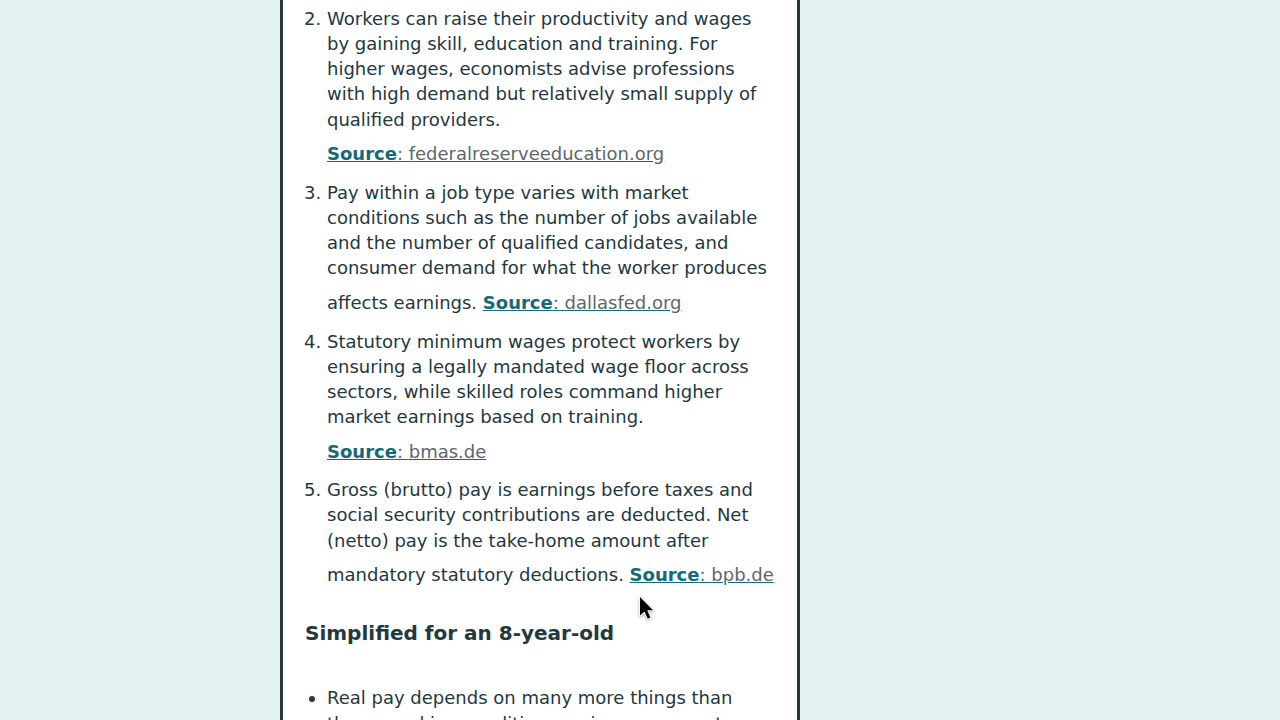 2. Workers can raise their productivity and wages
by gaining skill, education and training. For
higher wages, economists advise professions
with high demand but relatively small supply of
qualified providers.
Source: federalreserveeducation.org
3. Pay within a job type varies with market
conditions such as the number of jobs available
and the number of qualified candidates, and
consumer demand for what the worker produces
affects earnings. Source: dallasfed.org
4. Statutory minimum wages protect workers by
ensuring a legally mandated wage floor across
sectors, while skilled roles command higher
market earnings based on training.
Source: bmas.de
5. Gross (brutto) pay is earnings before taxes and
social security contributions are deducted. Net
(netto) pay is the take-home amount after
mandatory statutory deductions. Source: bpb.de
Simplified for an 8-year-old
• Real pay depends on many more things than